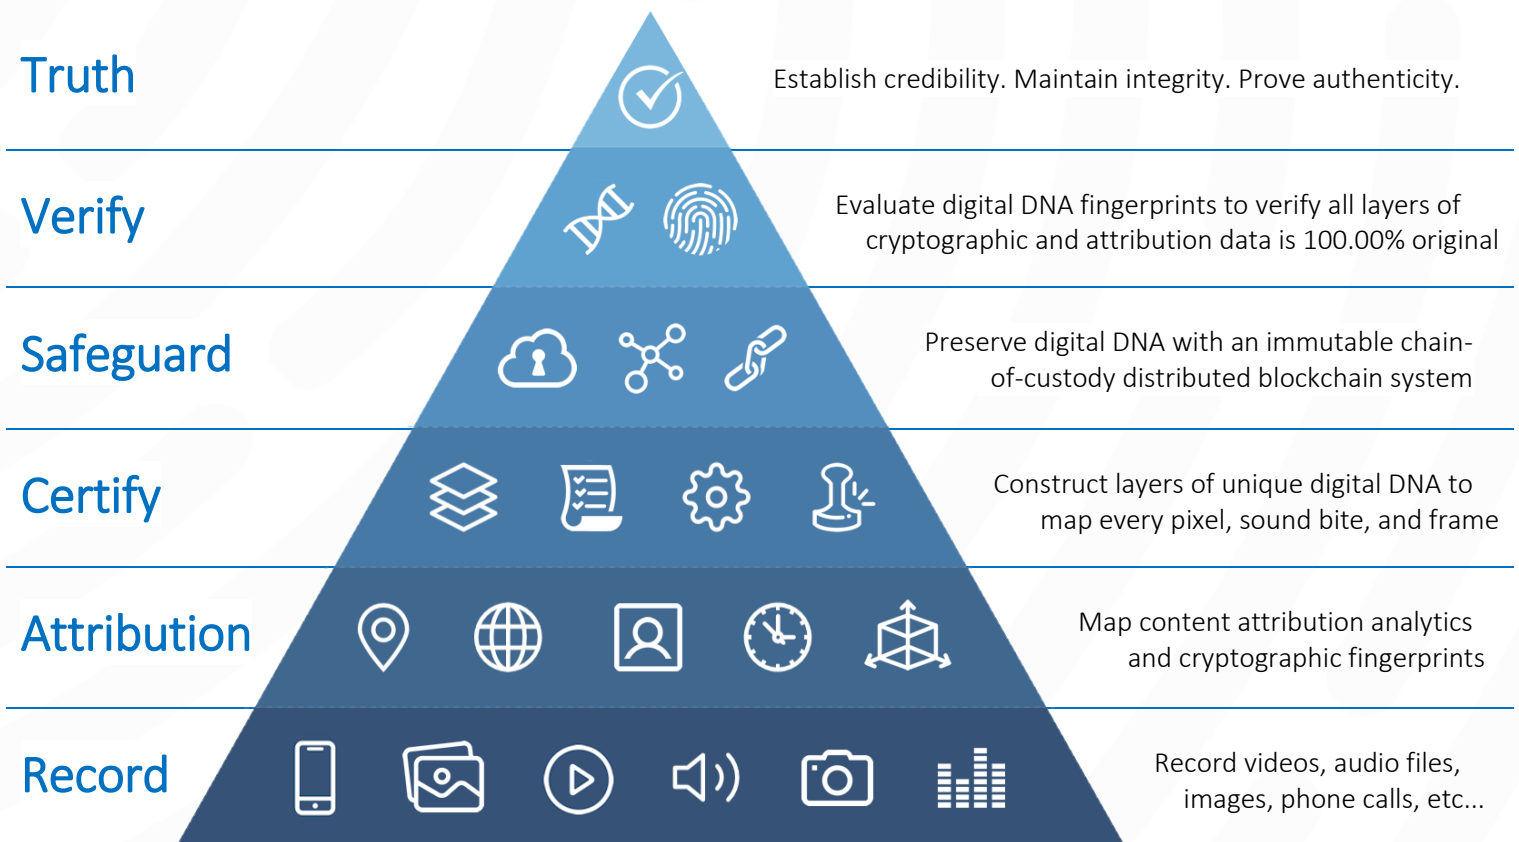 Truth
Establish credibility. Maintain integrity. Prove authenticity.
Verify
Evaluate digital DNA fingerprints to verify all layers of
cryptographic and attribution data is 100.00% original
Safeguard
Preserve digital DNA with an immutable chain-
of-custody distributed blockchain system
Certify
Construct layers of unique digital DNA to
map every pixel, sound bite, and frame
Attribution
Map content attribution analytics
and cryptographic fingerprints
Record
Record videos, audio files,
images, phone calls, etc...